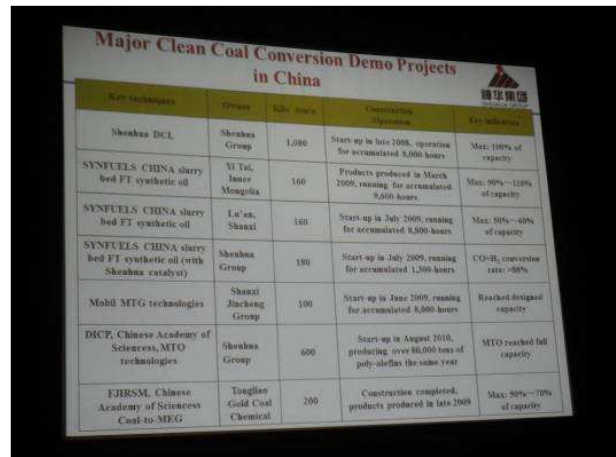 Major Clean Coal Conversion Demo Projects
in China
神华集团
SHENHUA GROUP
Key techniques
Owner
Construction
Operation
Key indicators
Shenhua DCL
Shenhua
Group
1,080
Start-up in late 2008, operation
for accumulated 8,000-hours
Max: 100% of
capacity
SYNFUELS CHINA slurry
bed FT synthetic oil
Yi Tai,
Inner
Mongolia
160
Products produced in March
2009, running for accumulated
9,600-hours
Max: 90%~110%
of capacity
SYNFUELS CHINA slurry
bed FT synthetic oil
Lu'an,
Shanxi
160
Start-up in July 2009, running
for accumulated 8,800-hours
Max: 50%~60%
of capacity
SYNFUELS CHINA slurry
bed FT synthetic oil (with
Shenhua catalyst)
Shenhua
Group
180
Start-up in July 2009, running
for accumulated 1,300-hours
CO+H₂ conversion
rate: >88%
Mobil MTG technologies
Shanxi
Jincheng
Group
100
Start-up in June 2009, running
for accumulated 8,000-hours
Reached designed
capacity
DICP, Chinese Academy of
Sciencess, MTO
technologies
Shenhua
Group
600
Start-up in August 2010,
producing over 80,000 tons of
poly-olefins the same year
MTO reached full
capacity
FJIRSM, Chinese
Academy of Sciencess
Coal-to-MEG
Tongliao
Gold Coal
Chemical
200
Construction completed,
products produced in late 2009
Max: 50%~70%
of capacity